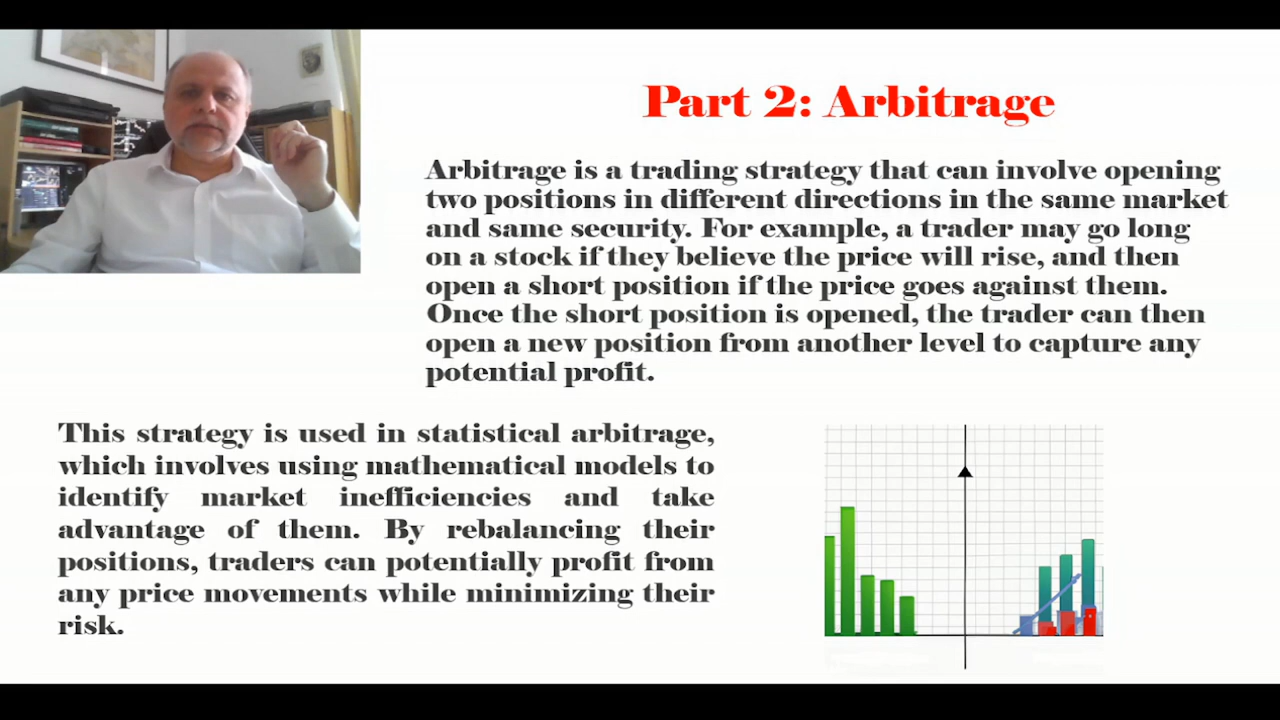 Part 2: Arbitrage
Arbitrage is a trading strategy that can involve opening
two positions in different directions in the same market
and same security. For example, a trader may go long
on a stock if they believe the price will rise, and then
open a short position if the price goes against them.
Once the short position is opened, the trader can then
open a new position from another level to capture any
potential profit.
This strategy is used in statistical arbitrage,
which involves using mathematical models to
identify market inefficiencies and take
advantage of them. By rebalancing their
positions, traders can potentially profit from
any price movements while minimizing their
risk.